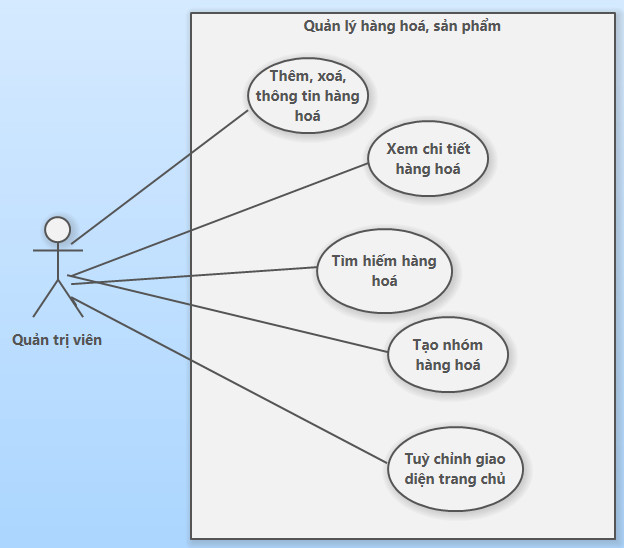 Quản lý hàng hoá, sản phẩm
Thêm, xoá,
thông tin hàng
hoá
Xem chi tiết
hàng hoá
Tìm hiếm hàng
hoá
Tạo nhóm
hàng hoá
Quản trị viên
Tuỳ chỉnh giao
diện trang chủ